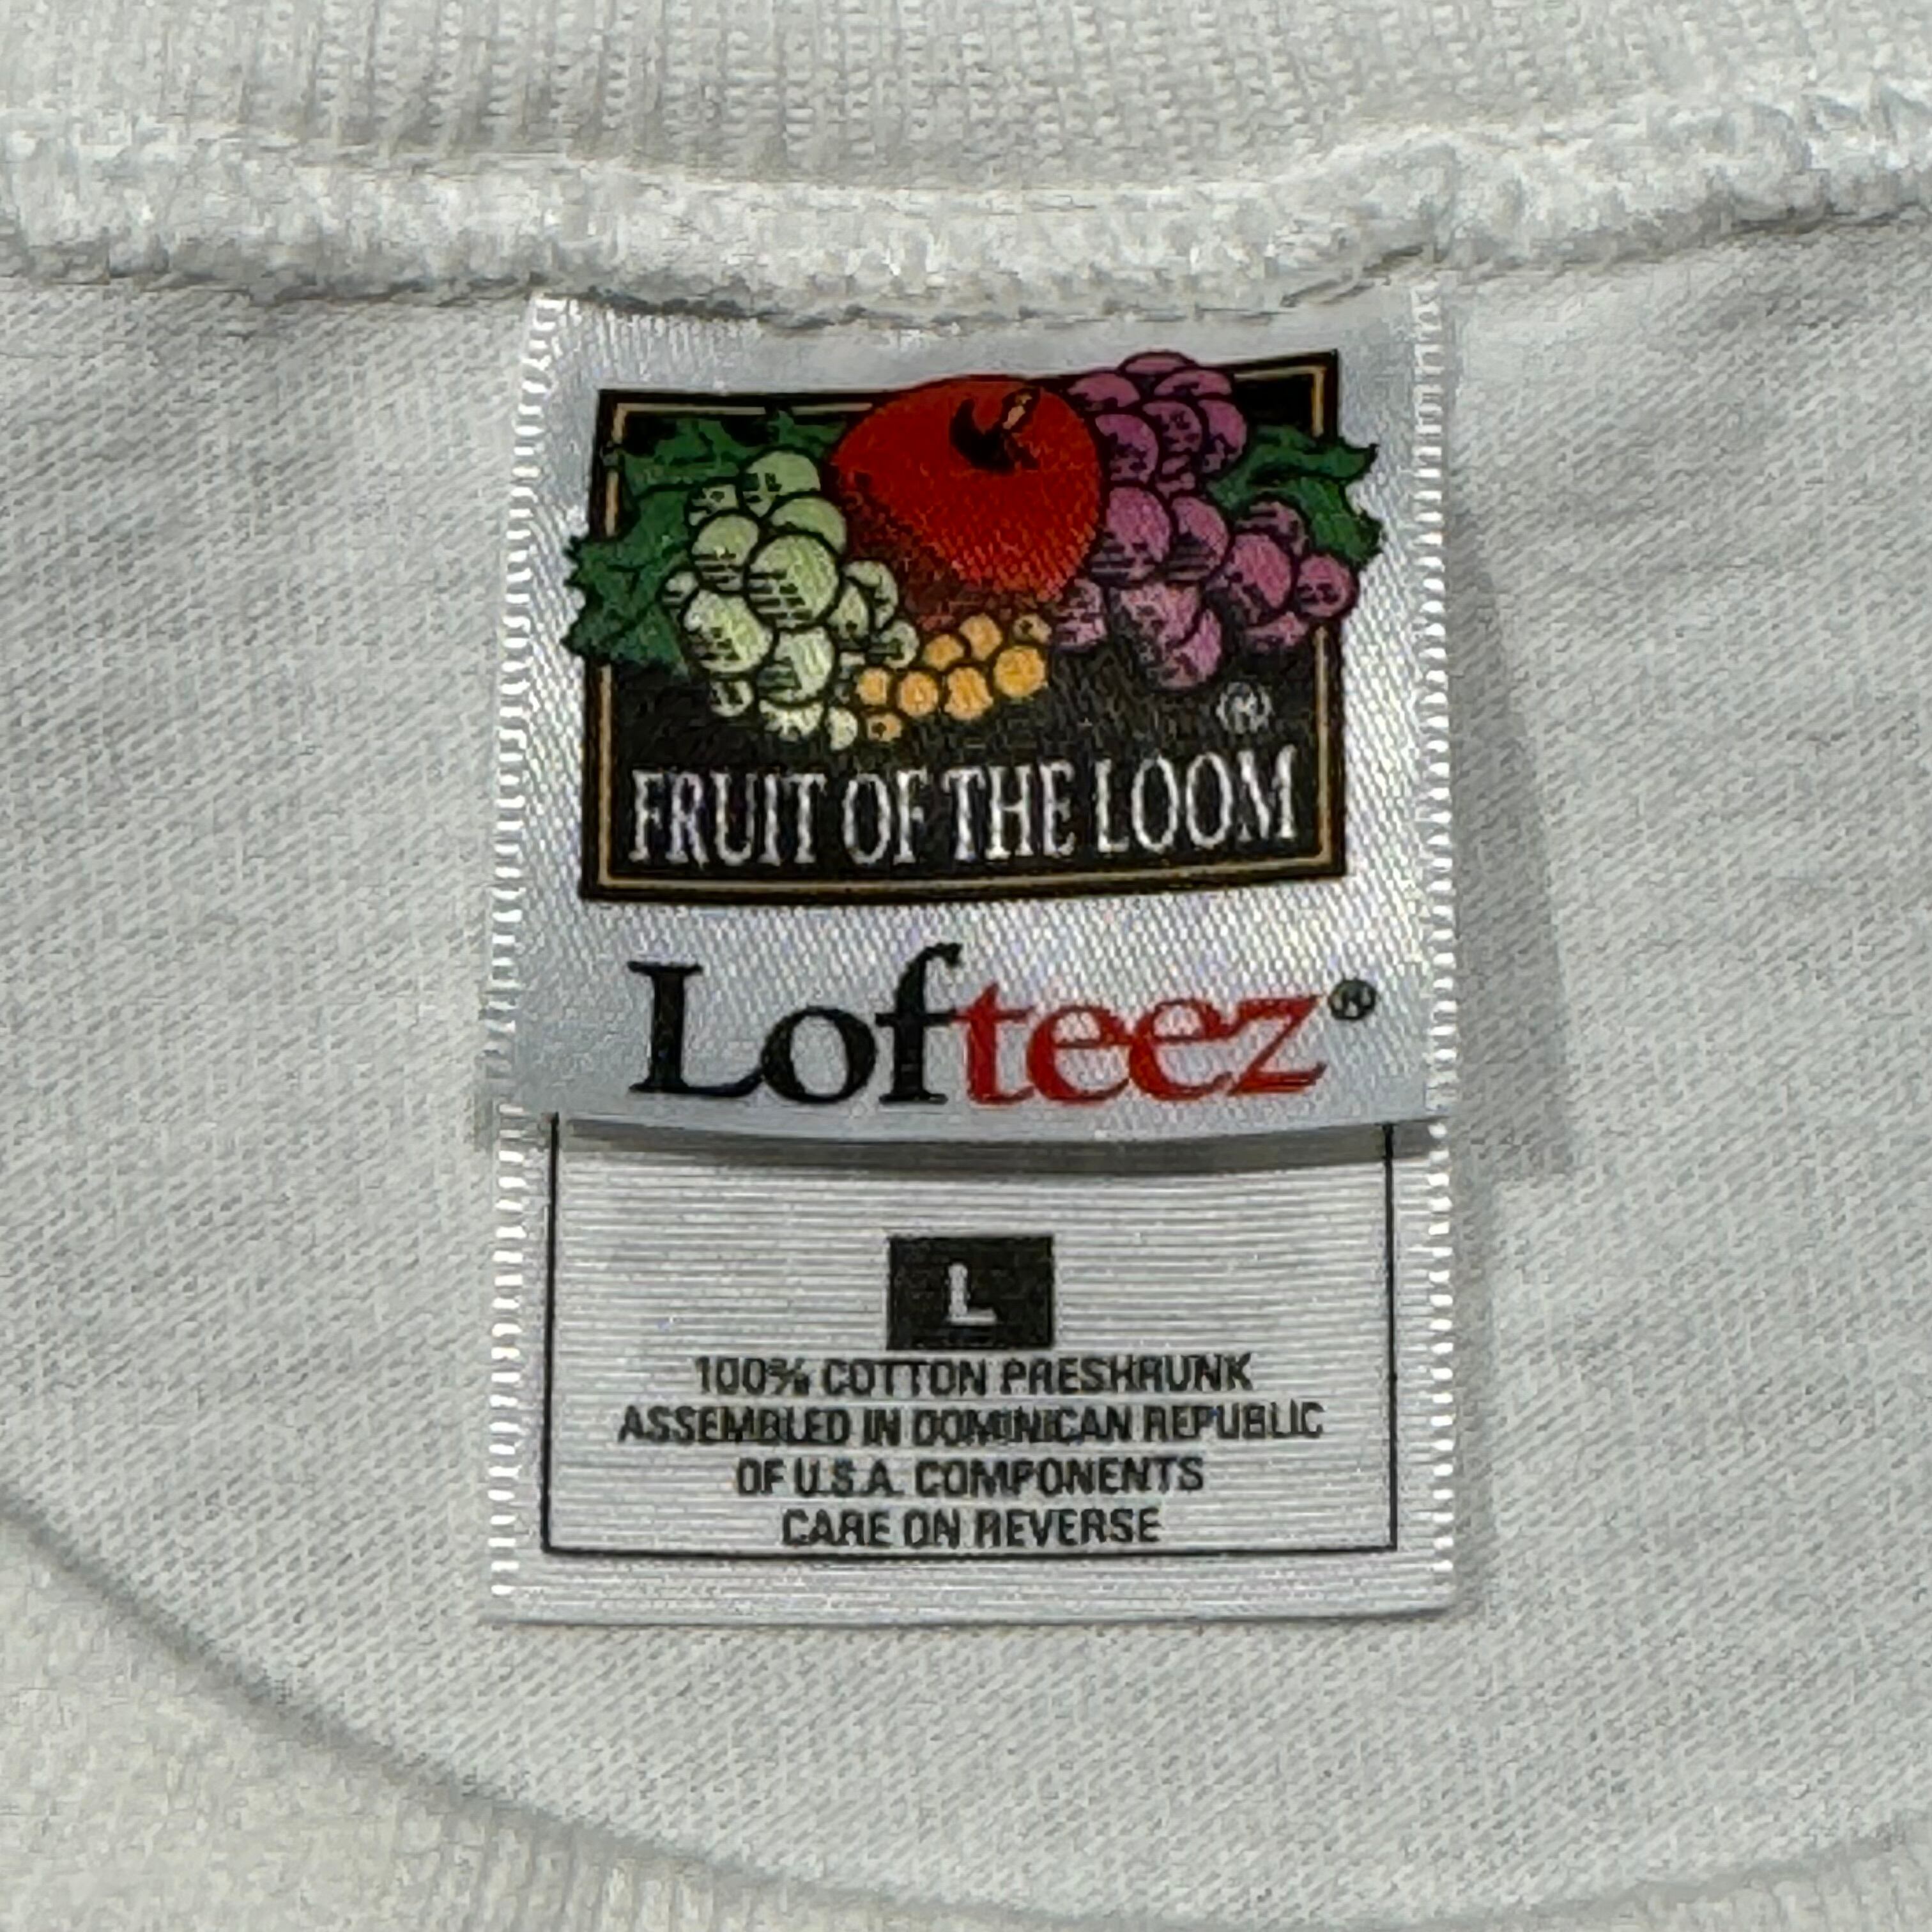 ®
FRUIT OF THE LOOM
Lofteez®
L
100% COTTON PRESHRUNK
ASSEMBLED IN DOMINICAN REPUBLIC
OF U.S.A. COMPONENTS
CARE ON REVERSE